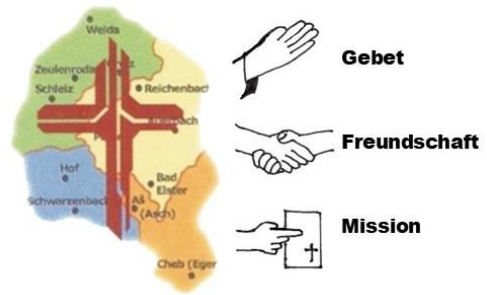 Weida
Zeulenroda
Schleiz
Reichenbach
Hof
Bad
Elster
Schwarzenbach
Aš
(Asch)
Cheb (Eger
Gebet
Freundschaft
Mission